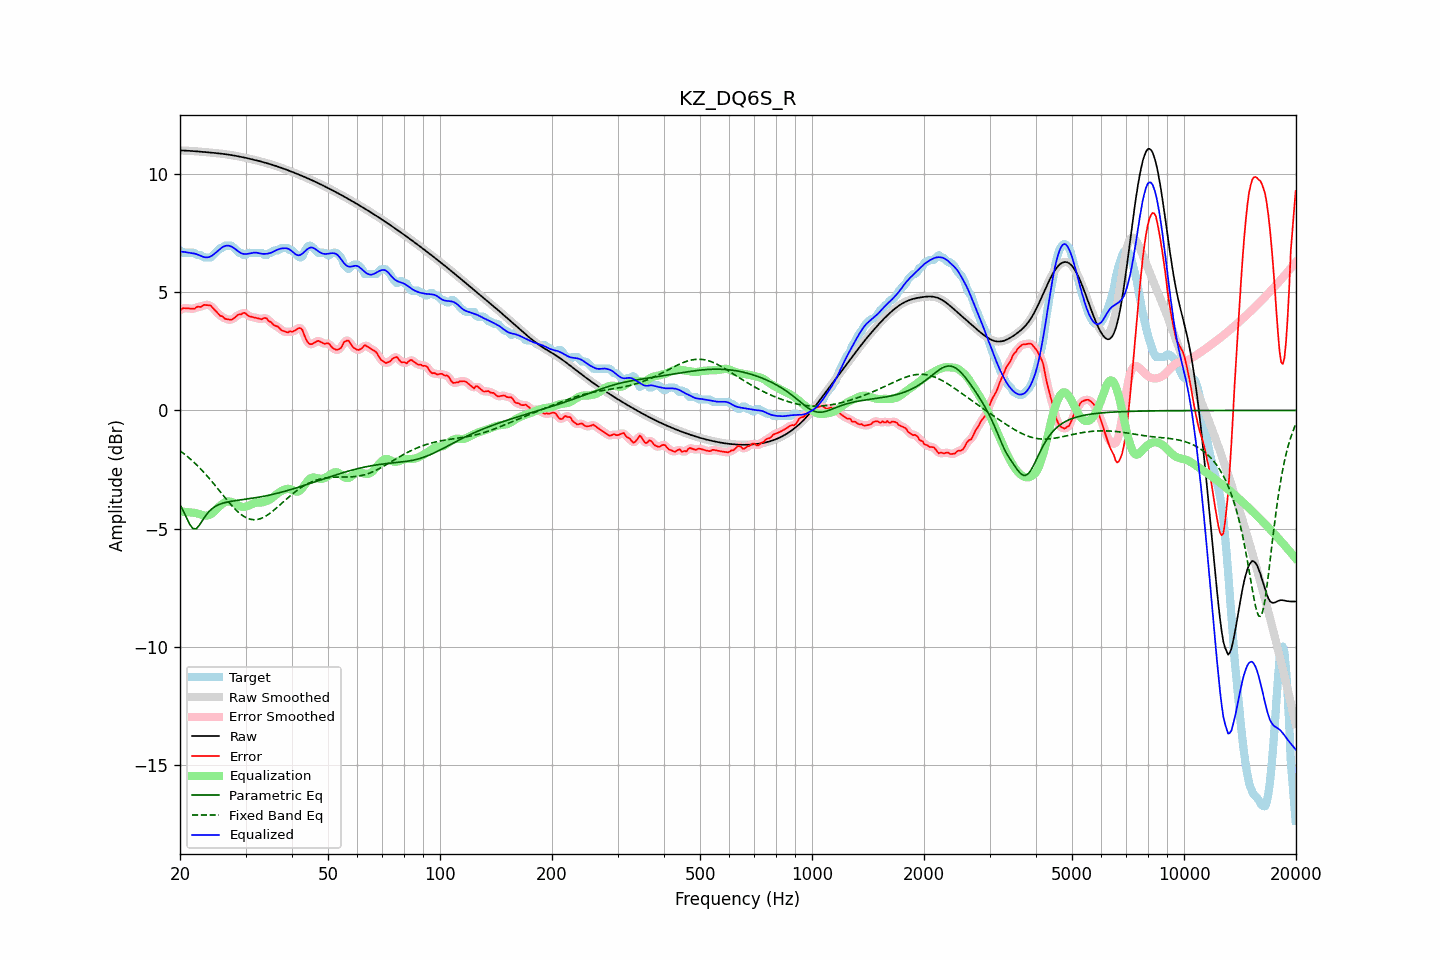 KZ_DQ6S_R
Amplitude (dBr)
10
5
0
−5
−10
−15
Target
Raw Smoothed
Error Smoothed
Raw
Error
Equalization
Parametric Eq
Fixed Band Eq
Equalized
20 50 100 200 500 1000 2000 5000 10000 20000
Frequency (Hz)